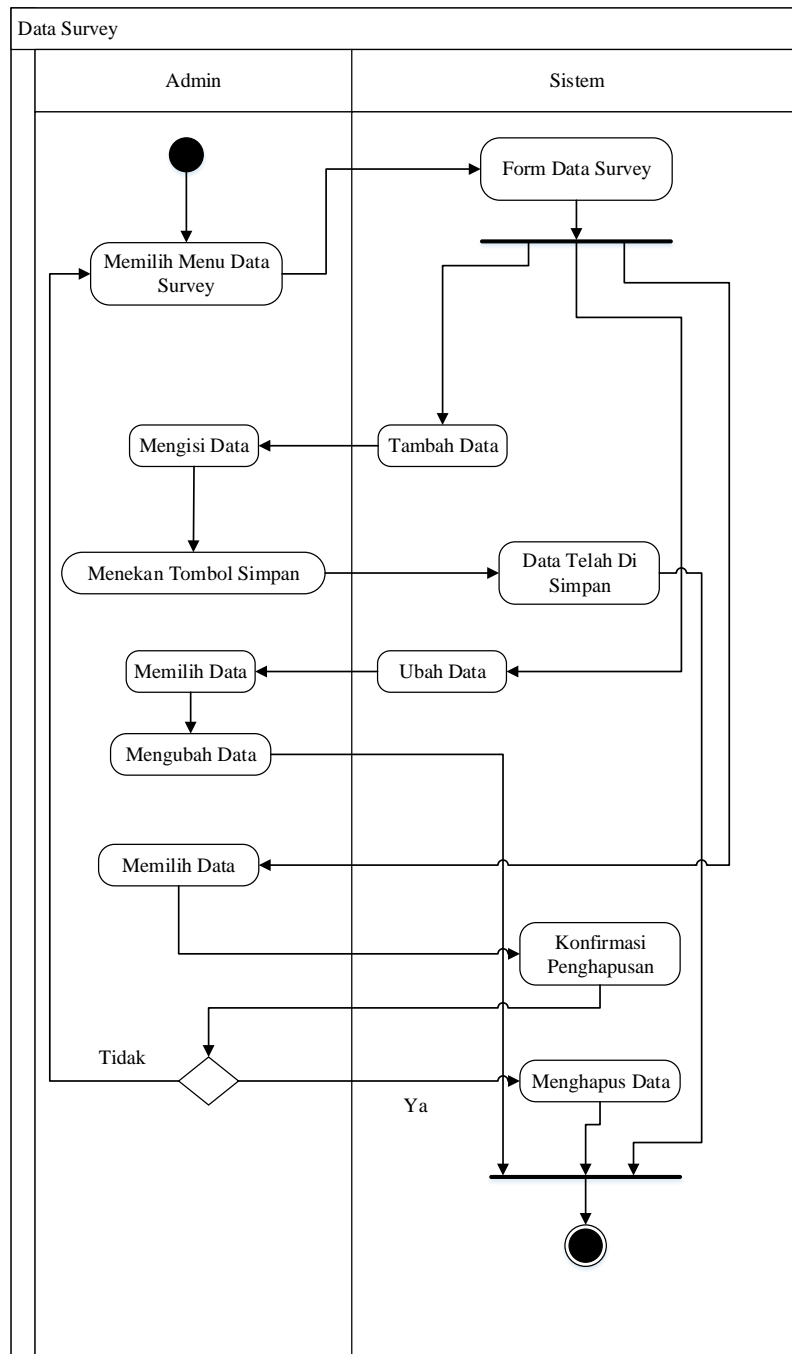 Data Survey
Admin
Sistem
Form Data Survey
Memilih Menu Data
Survey
Mengisi Data
Tambah Data
Menekan Tombol Simpan
Data Telah Di
Simpan
Memilih Data
Ubah Data
Mengubah Data
Memilih Data
Konfirmasi
Penghapusan
Tidak
Menghapus Data
Ya